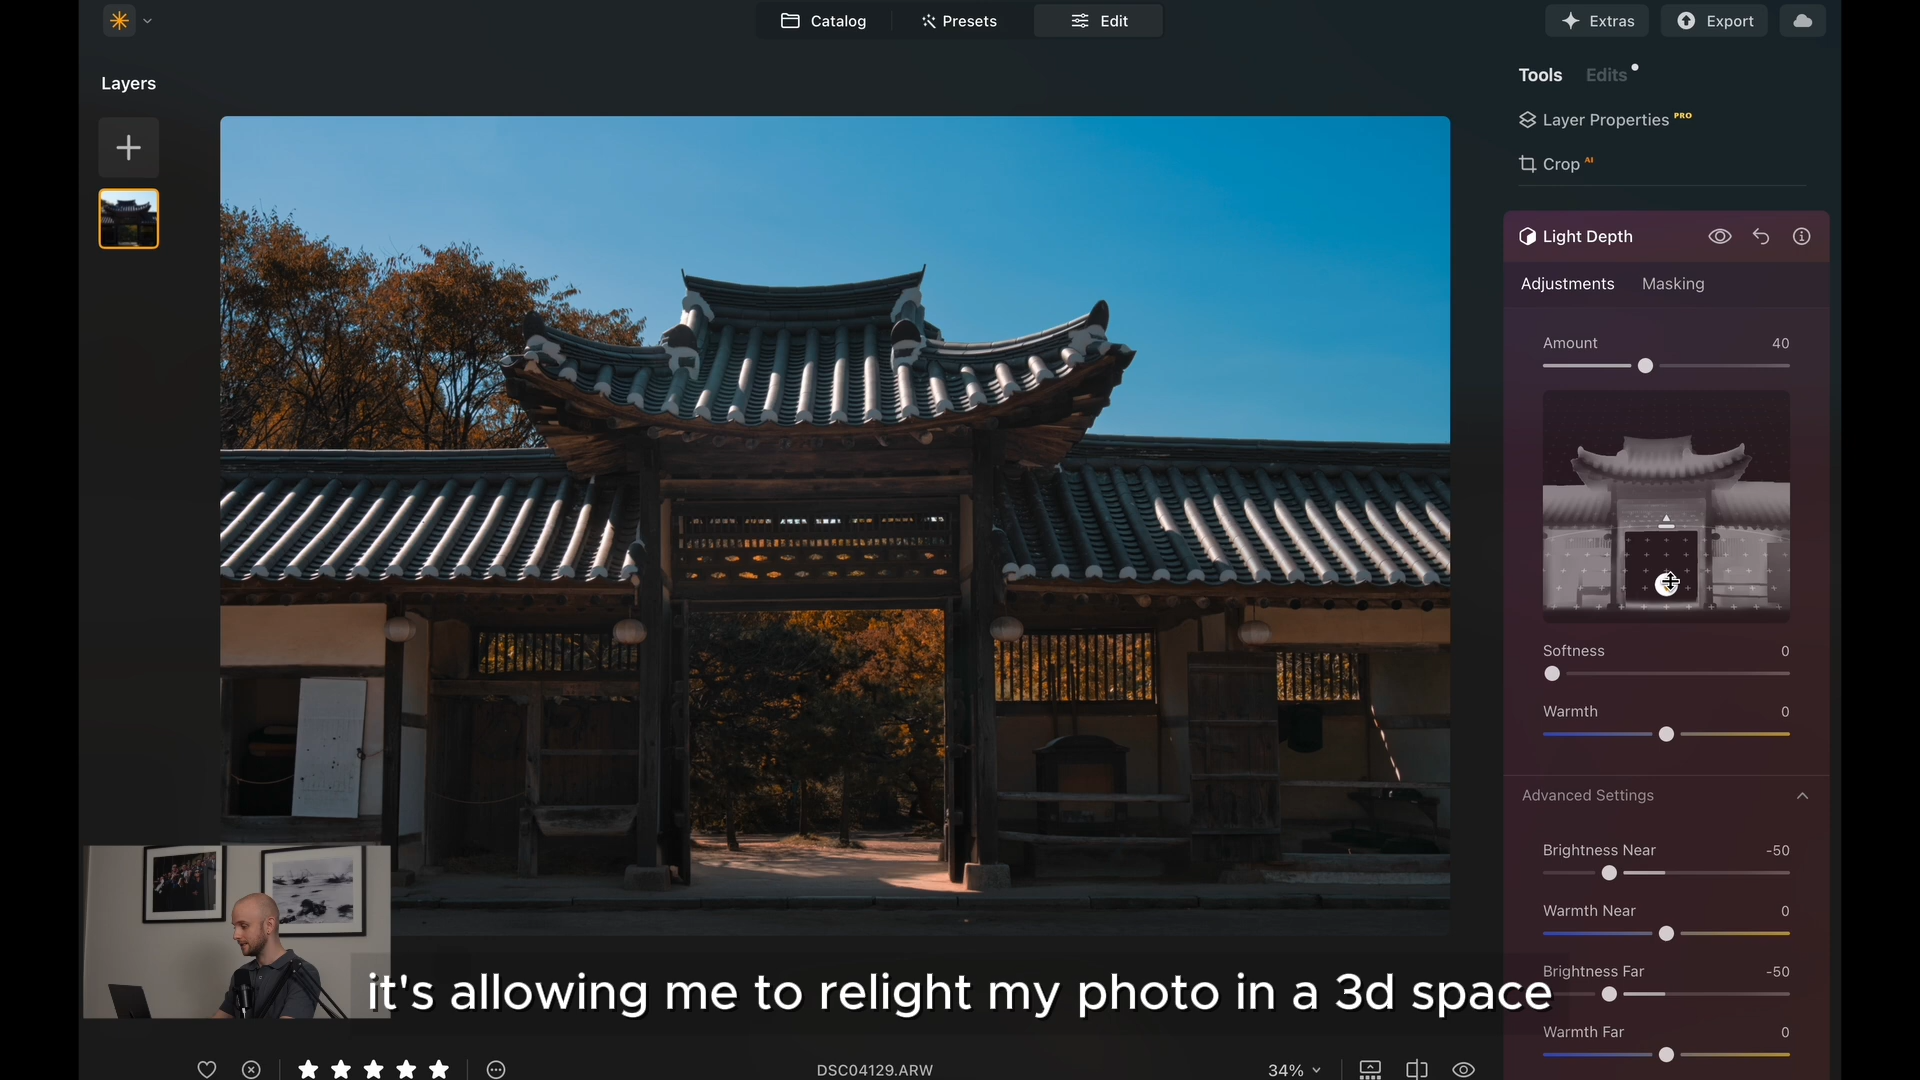 Catalog
Presets
Edit
Extras
Export
Layers
Tools
Edits
Layer Properties PRO
Crop AI
Light Depth
Adjustments
Masking
Amount
40
Softness
0
Warmth
0
Advanced Settings
Brightness Near
-50
Warmth Near
0
Brightness Far
-50
Warmth Far
0
it's allowing me to relight my photo in a 3d space
DSC04129.ARW
34%